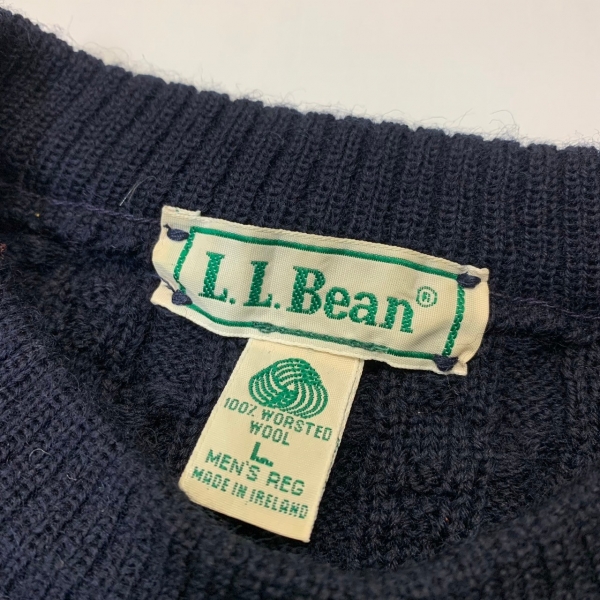 L.L.Bean®
100% WORSTED
WOOL
L
MEN'S REG
MADE IN IRELAND